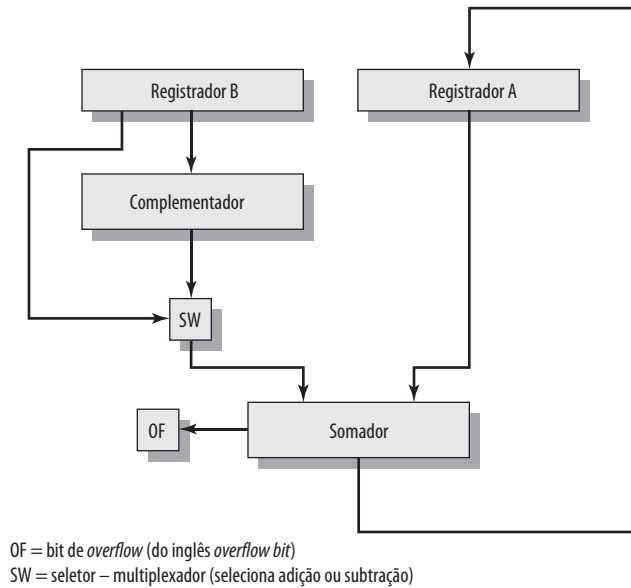 Registrador B
Registrador A
Complementador
SW
OF
Somador
OF = bit de overflow (do inglês overflow bit)
SW = seletor – multiplexador (seleciona adição ou subtração)